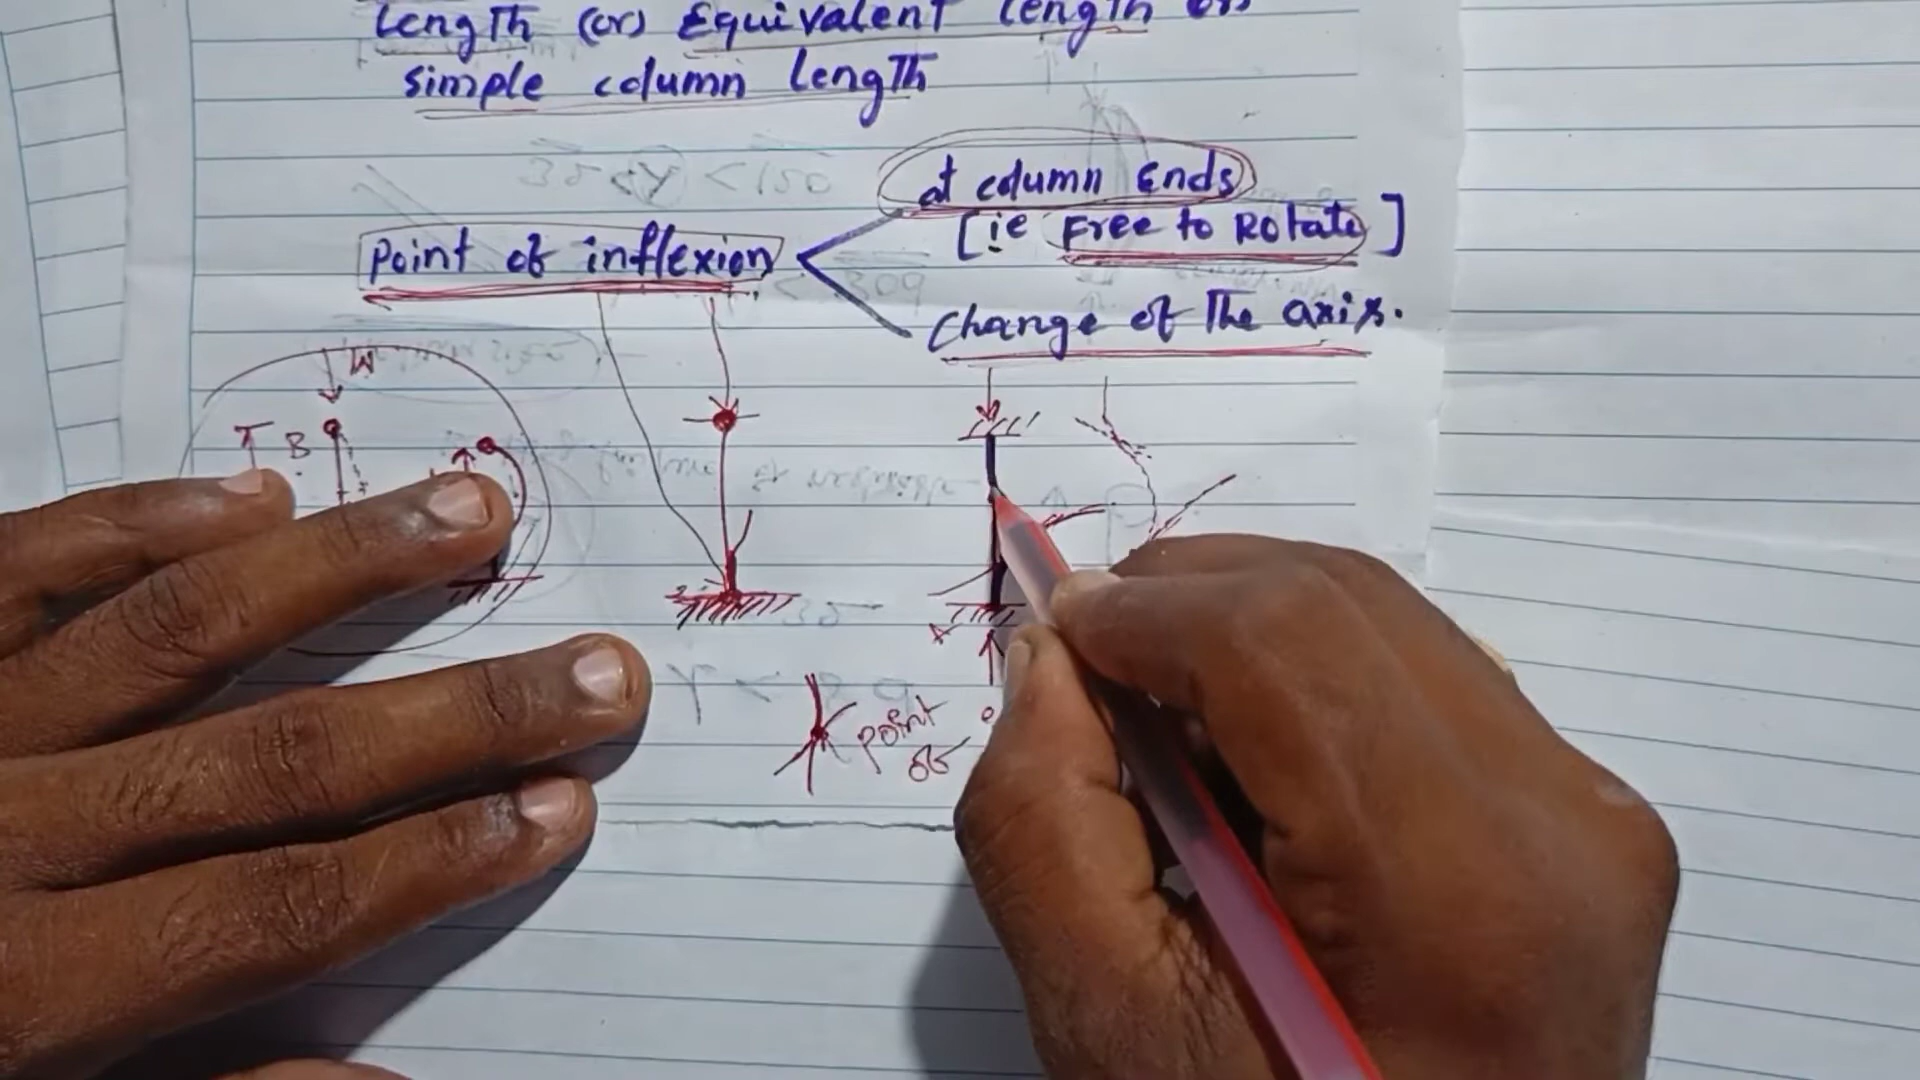 Length (or) Equivalent length or
simple column length
at column Ends
[ie Free to Rotate]
Point of inflexion
Change of The axis.
W
B
point
of